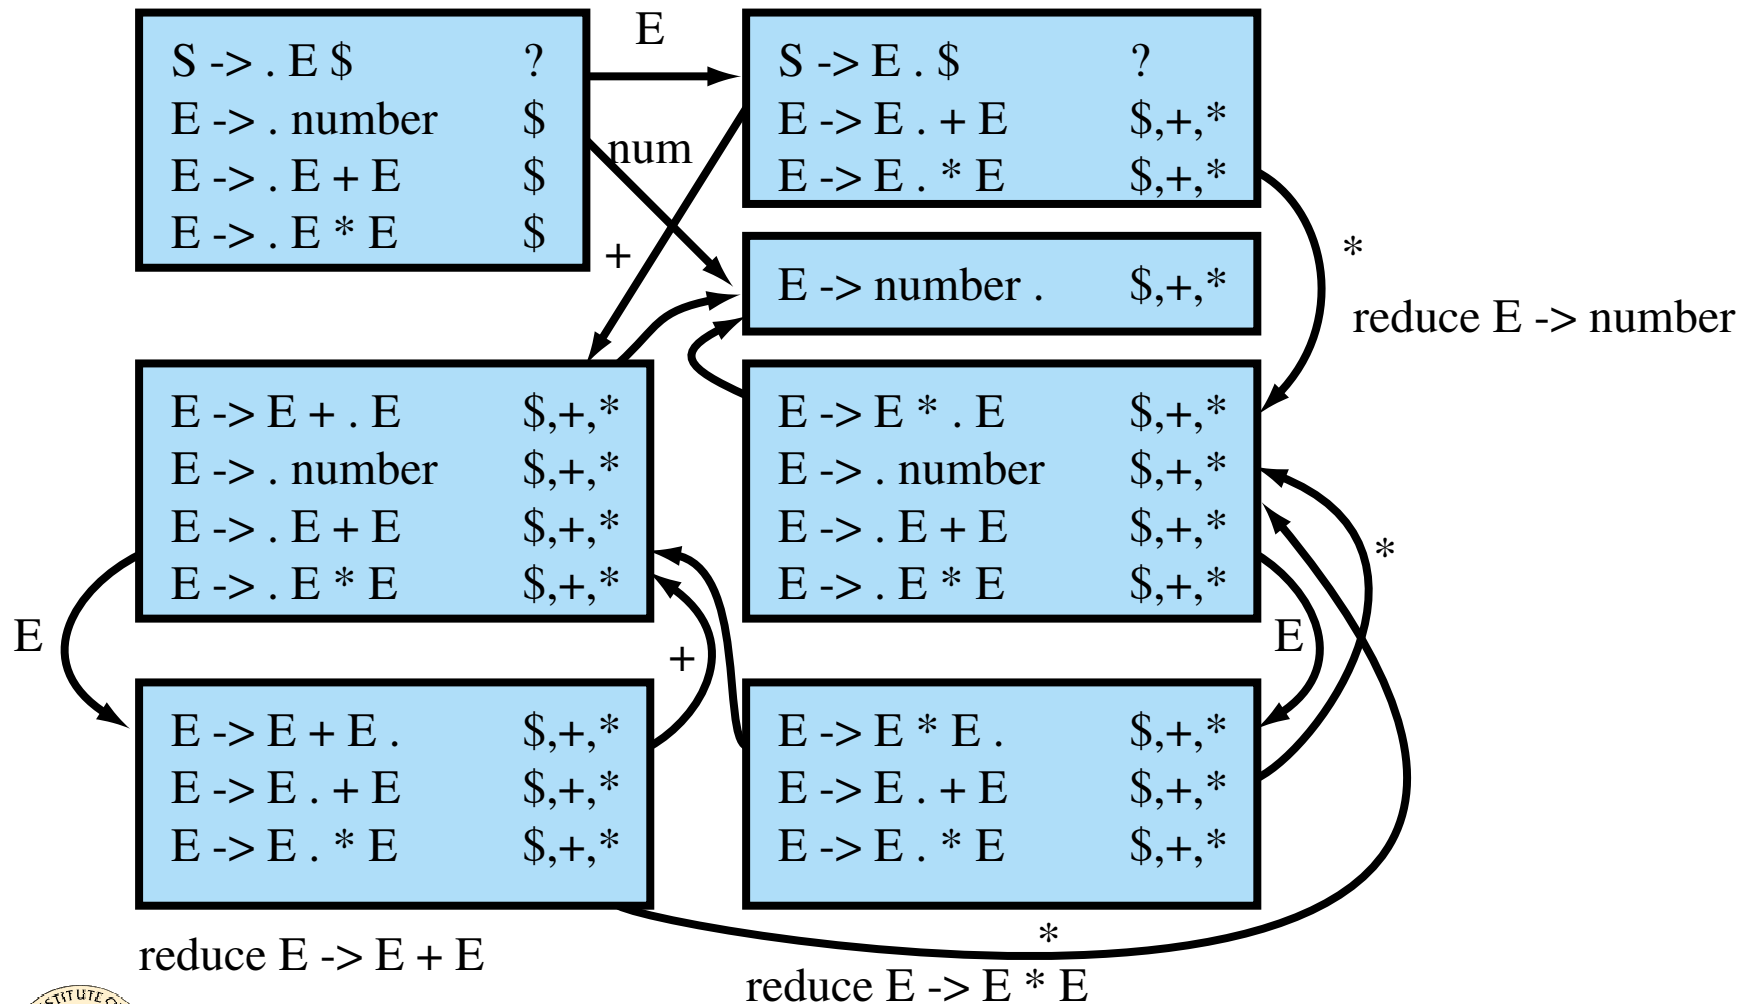 E
S -> . E $ ?
E -> . number $
E -> . E + E $
E -> . E * E $
S -> E . $ ?
E -> E . + E $,+,*
E -> E . * E $,+,*
num
+
*
E -> number . $,+,*
reduce E -> number
E -> E + . E $,+,*
E -> . number $,+,*
E -> . E + E $,+,*
E -> . E * E $,+,*
E -> E * . E $,+,*
E -> . number $,+,*
E -> . E + E $,+,*
E -> . E * E $,+,*
*
E
+
E
E -> E + E . $,+,*
E -> E . + E $,+,*
E -> E . * E $,+,*
E -> E * E . $,+,*
E -> E . + E $,+,*
E -> E . * E $,+,*
*
reduce E -> E + E
reduce E -> E * E